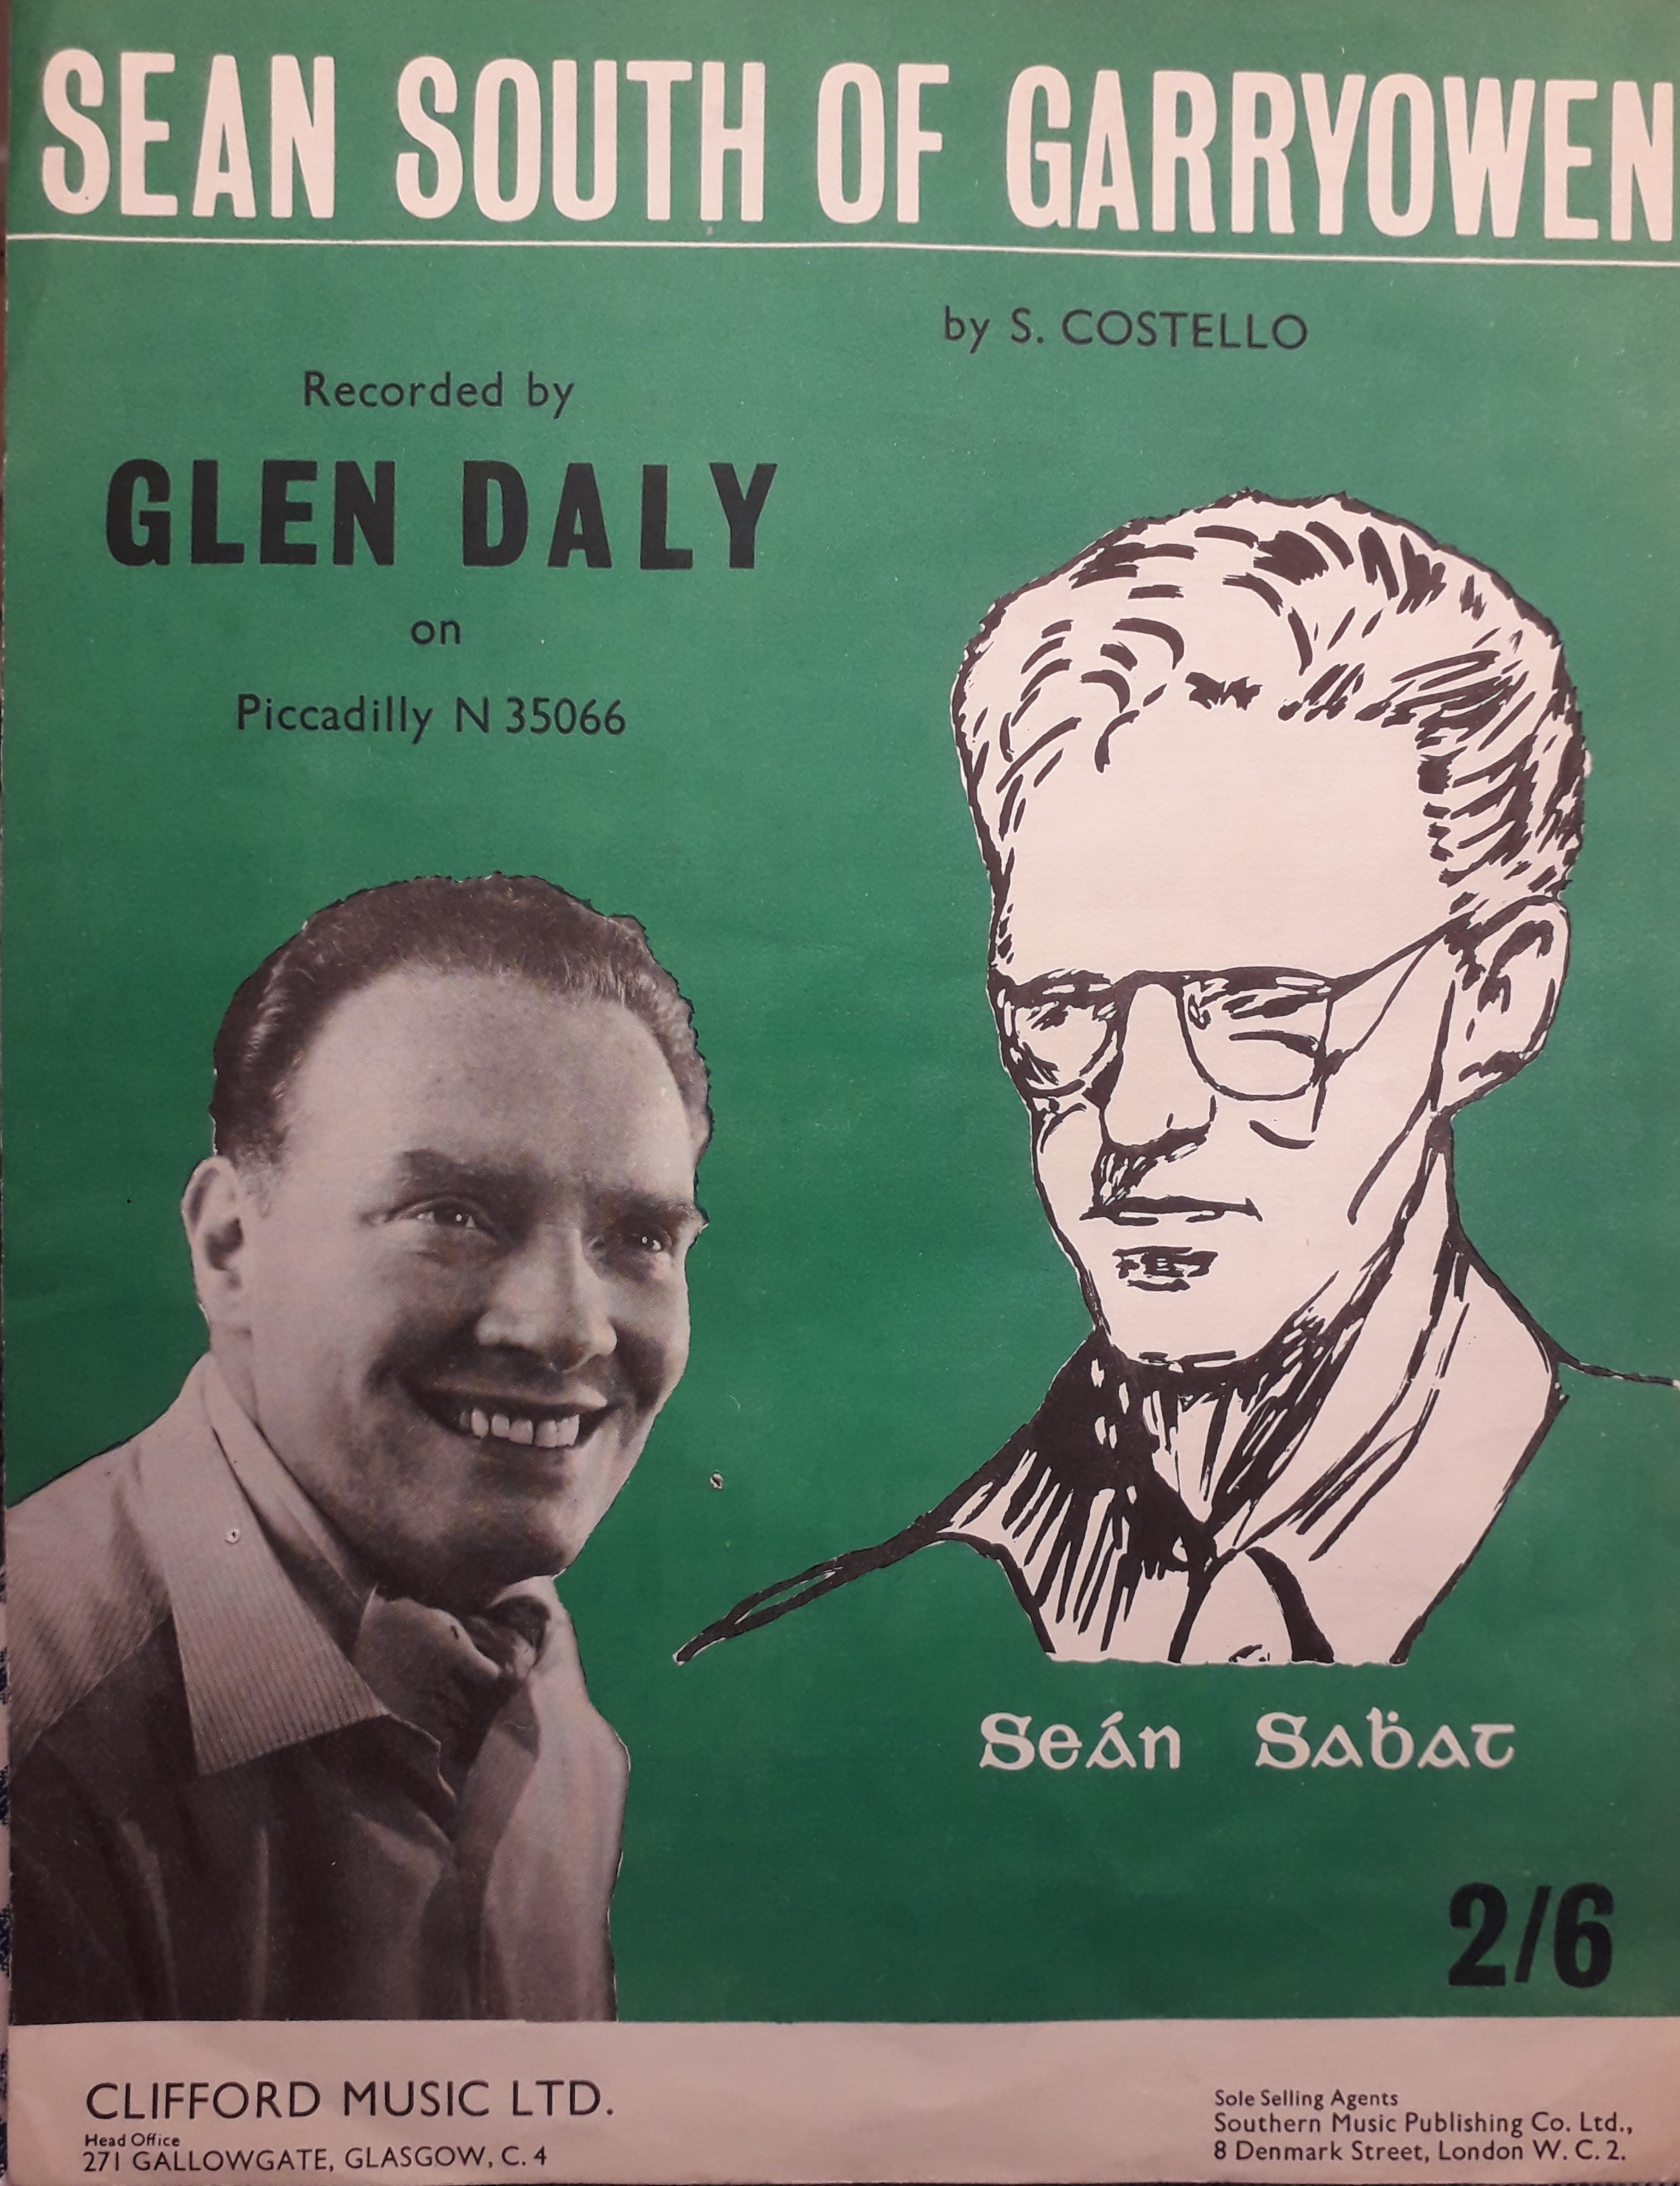 SEAN SOUTH OF GARRYOWEN
by S. COSTELLO
Recorded by
GLEN DALY
on
Piccadilly N 35066
Seán Saḃat
2/6
CLIFFORD MUSIC LTD.
Head Office
271 GALLOWGATE, GLASGOW, C. 4
Sole Selling Agents
Southern Music Publishing Co. Ltd.,
8 Denmark Street, London W. C. 2.